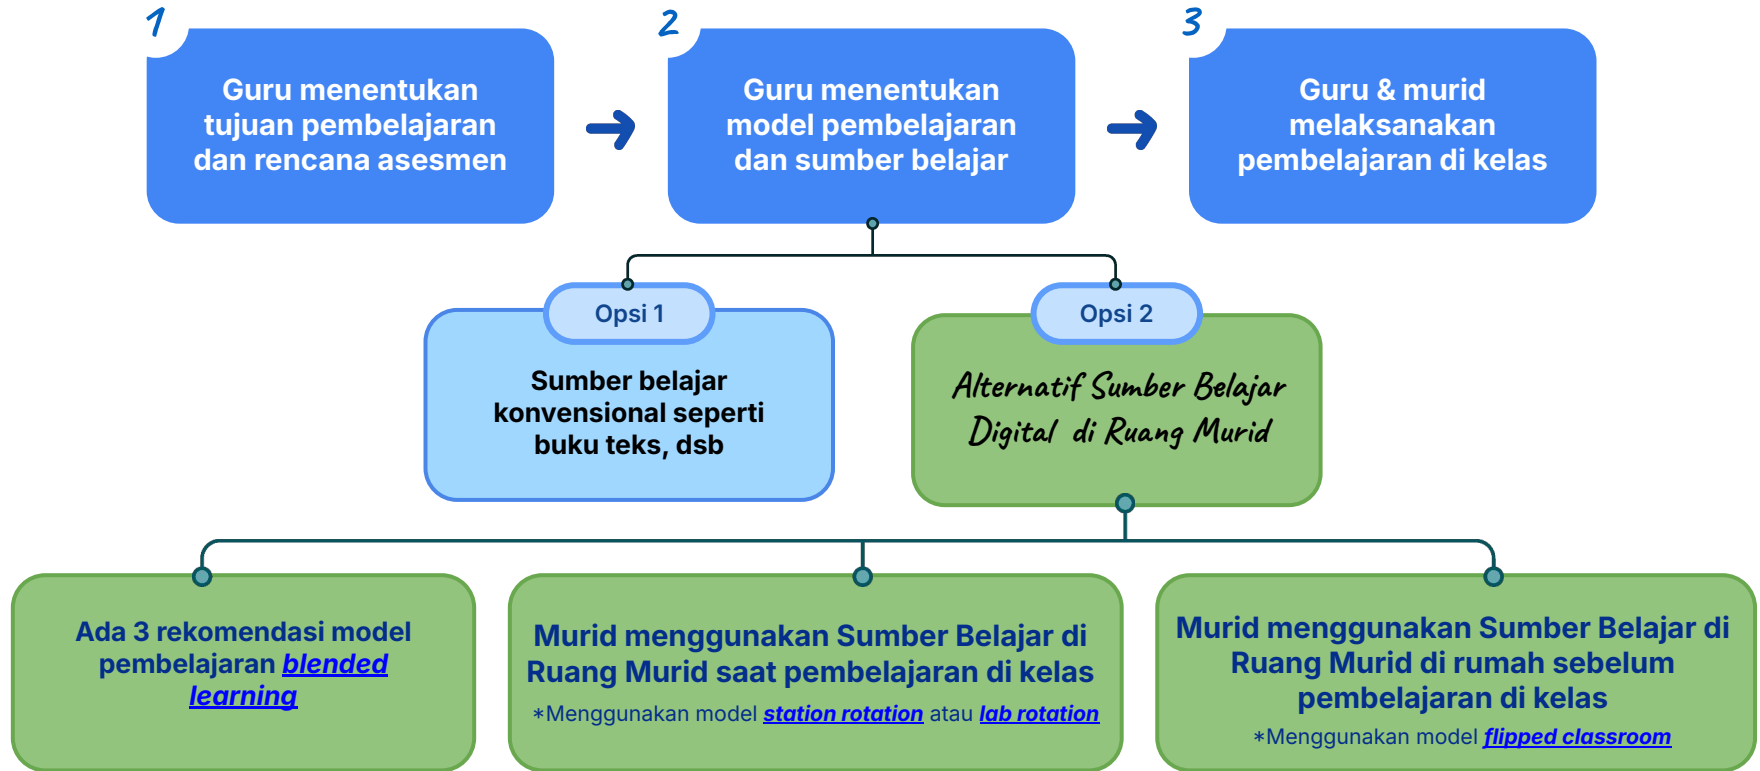 1
Guru menentukan
tujuan pembelajaran
dan rencana asesmen
2
Guru menentukan
model pembelajaran
dan sumber belajar
3
Guru & murid
melaksanakan
pembelajaran di kelas
Opsi 1
Sumber belajar
konvensional seperti
buku teks, dsb
Opsi 2
Alternatif Sumber Belajar
Digital di Ruang Murid
Ada 3 rekomendasi model
pembelajaran blended
learning
Murid menggunakan Sumber Belajar di
Ruang Murid saat pembelajaran di kelas
*Menggunakan model station rotation atau lab rotation
Murid menggunakan Sumber Belajar di
Ruang Murid di rumah sebelum
pembelajaran di kelas
*Menggunakan model flipped classroom